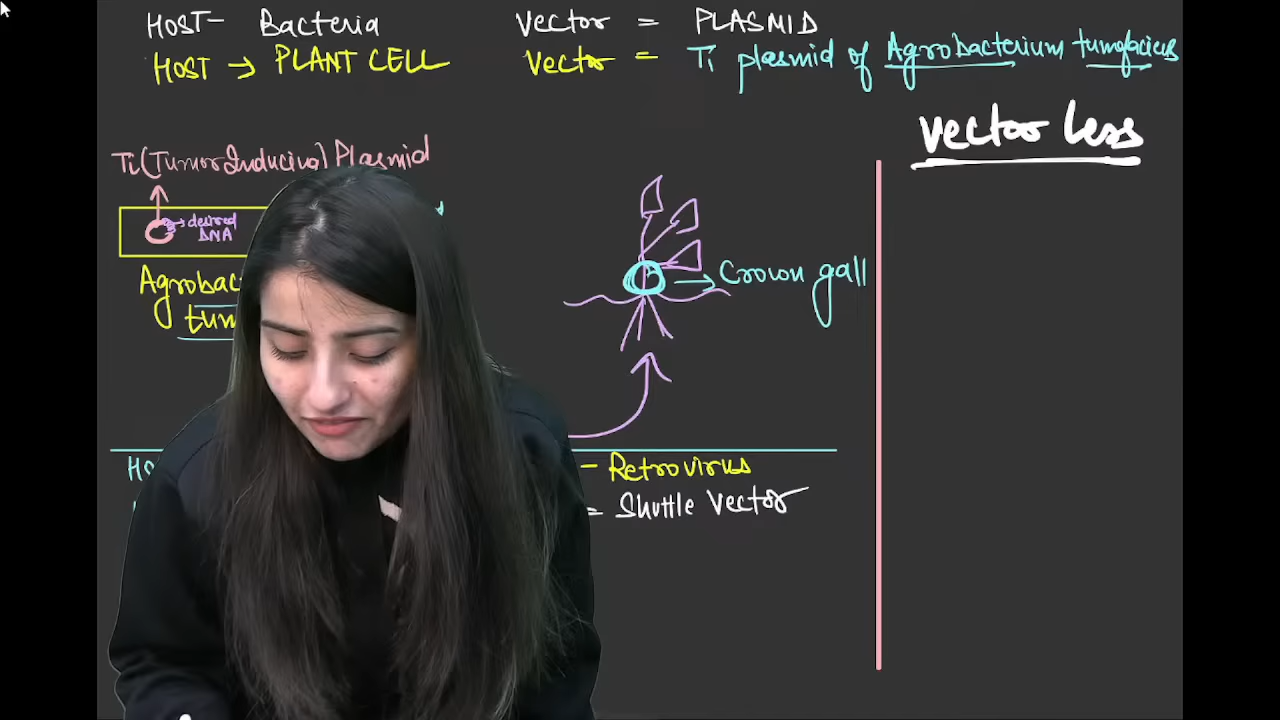 HOST- Bacteria
Vector = PLASMID
HOST → PLANT CELL
Vector = Ti plasmid of Agrobacterium tumefaciens
vector less
Ti (Tumor Inducing) Plasmid
desired
DNA
Crown gall
- Retrovirus
= Shuttle Vector